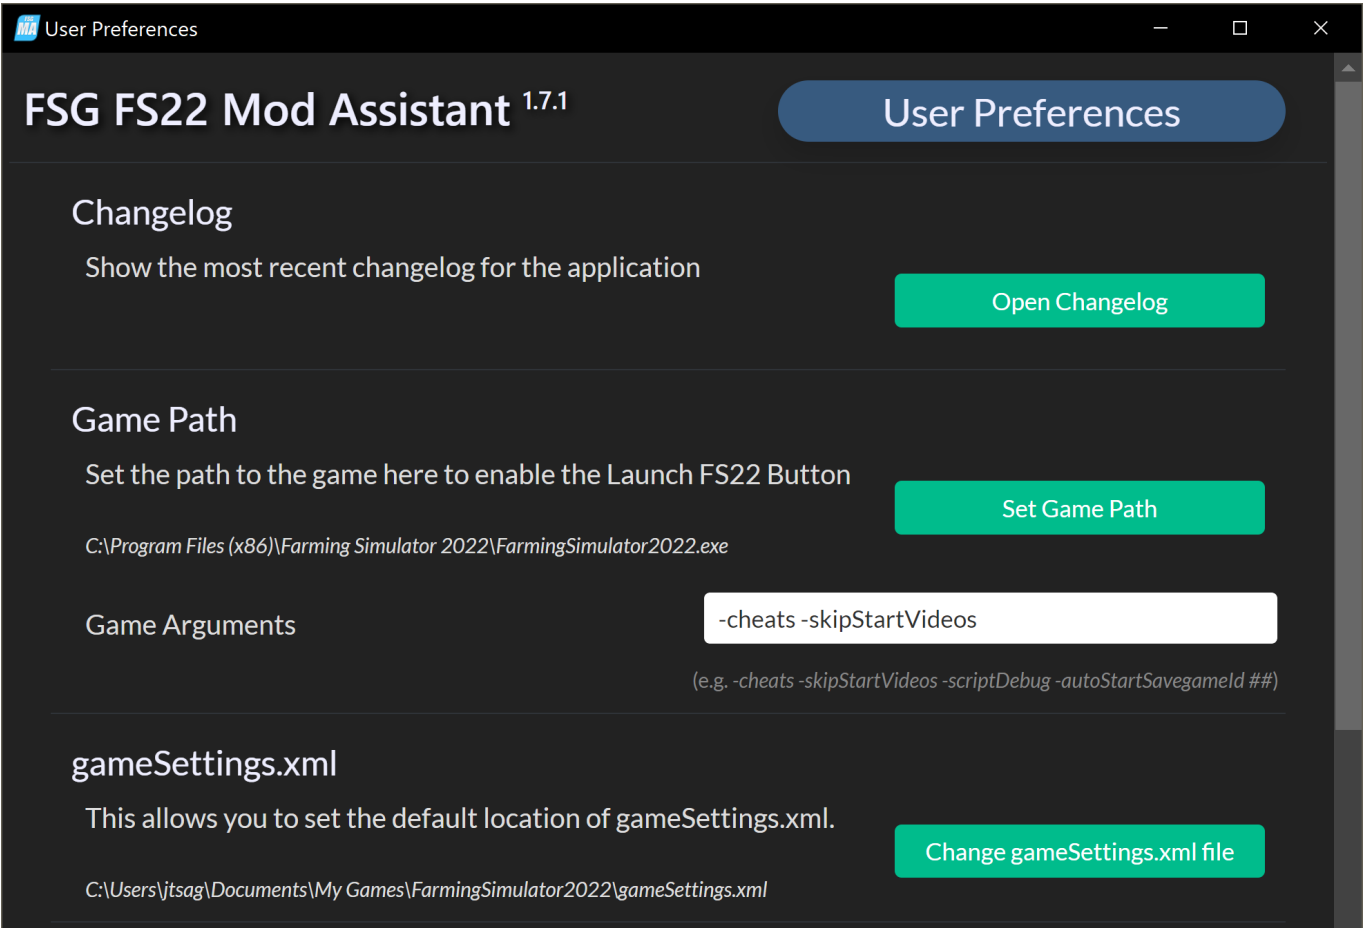 FSG
MA
User Preferences
FSG FS22 Mod Assistant 1.7.1
User Preferences
Changelog
Show the most recent changelog for the application
Open Changelog
Game Path
Set the path to the game here to enable the Launch FS22 Button
Set Game Path
C:\Program Files (x86)\Farming Simulator 2022\FarmingSimulator2022.exe
Game Arguments
-cheats -skipStartVideos
(e.g. -cheats -skipStartVideos -scriptDebug -autoStartSavegameId ##)
gameSettings.xml
This allows you to set the default location of gameSettings.xml.
Change gameSettings.xml file
C:\Users\jtsag\Documents\My Games\FarmingSimulator2022\gameSettings.xml